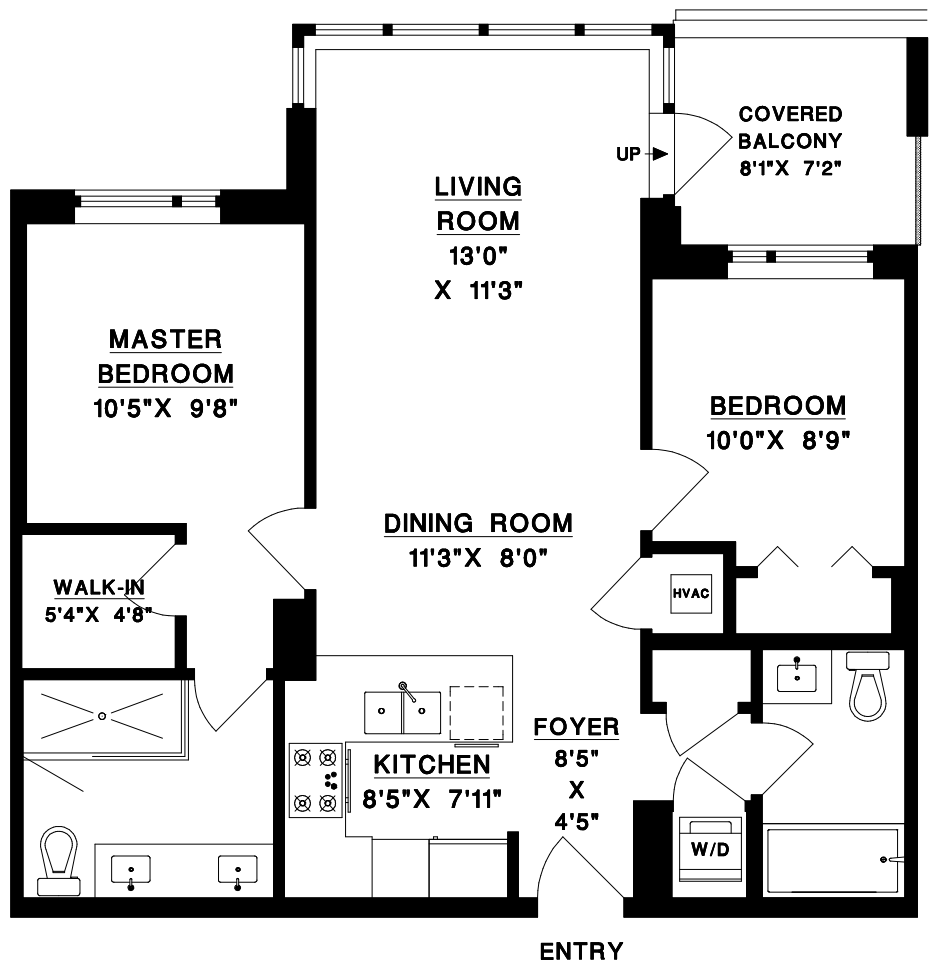 COVERED
BALCONY
8'1"X 7'2"
UP
LIVING
ROOM
13'0"
X 11'3"
MASTER
BEDROOM
10'5"X 9'8"
BEDROOM
10'0"X 8'9"
DINING ROOM
11'3"X 8'0"
WALK-IN
5'4"X 4'8"
HVAC
FOYER
8'5"
X
4'5"
KITCHEN
8'5"X 7'11"
W/D
ENTRY